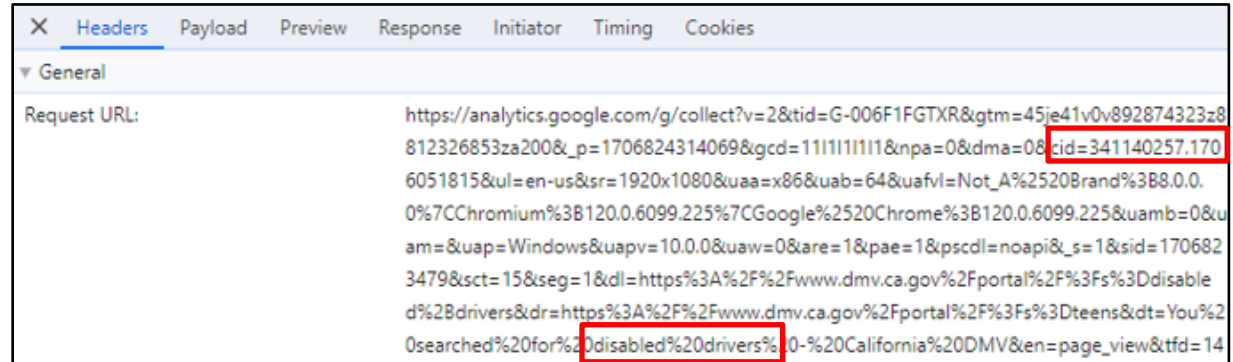 × Headers Payload Preview Response Initiator Timing Cookies
▼ General
Request URL: https://analytics.google.com/g/collect?v=2&tid=G-006F1FGTXR&gtm=45je41v0v892874323z8
812326853za200&_p=1706824314069&gcd=11l1l1l1l1&npa=0&dma=0&cid=341140257.170
6051815&ul=en-us&sr=1920x1080&uaa=x86&uab=64&uafvl=Not_A%2520Brand%3B8.0.0.
0%7CChromium%3B120.0.6099.225%7CGoogle%2520Chrome%3B120.0.6099.225&uamb=0&u
am=&uap=Windows&uapv=10.0.0&uaw=0&are=1&pae=1&pscdl=noapi&_s=1&sid=170682
3479&sct=15&seg=1&dl=https%3A%2F%2Fwww.dmv.ca.gov%2Fportal%2F%3Fs%3Ddisable
d%2Bdrivers&dr=https%3A%2F%2Fwww.dmv.ca.gov%2Fportal%2F%3Fs%3Dteens&dt=You%2
0searched%20for%20disabled%20drivers%20-%20California%20DMV&en=page_view&tfd=14